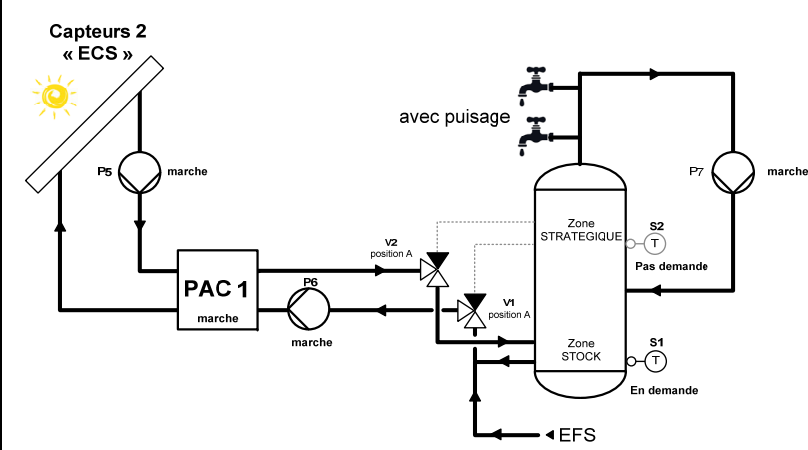 Capteurs 2
« ECS »
avec puisage
P5
marche
P7
marche
Zone
STRATEGIQUE
S2
T
Pas demande
V2
position A
PAC 1
marche
P6
marche
V1
position A
Zone
STOCK
S1
T
En demande
EFS